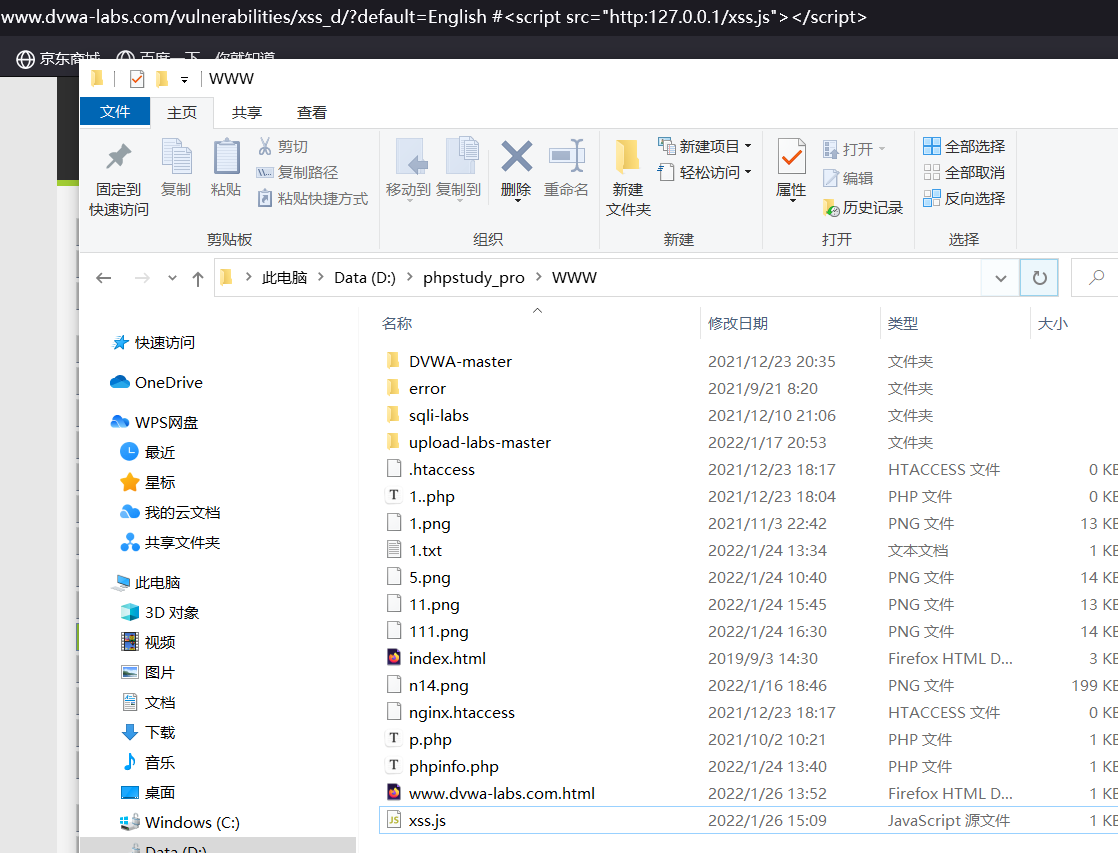 www.dvwa-labs.com/vulnerabilities/xss_d/?default=English #<script src="http:127.0.0.1/xss.js"></script>
京东商城 百度一下，你就知道
WWW
文件 主页 共享 查看
固定到快速访问
复制
粘贴
剪切
复制路径
粘贴快捷方式
移动到 复制到 删除 重命名
新建文件夹
新建项目
轻松访问
属性
打开
编辑
历史记录
全部选择
全部取消
反向选择
剪贴板 组织 新建 打开 选择
此电脑 Data (D:) phpstudy_pro WWW
名称 修改日期 类型 大小
快速访问
OneDrive
WPS网盘
最近
星标
我的云文档
共享文件夹
此电脑
3D 对象
视频
图片
文档
下载
音乐
桌面
Windows (C:)
Data (D:)
DVWA-master 2021/12/23 20:35 文件夹
error 2021/9/21 8:20 文件夹
sqli-labs 2021/12/10 21:06 文件夹
upload-labs-master 2022/1/17 20:53 文件夹
.htaccess 2021/12/23 18:17 HTACCESS 文件 0 KB
1..php 2021/12/23 18:04 PHP 文件 0 KB
1.png 2021/11/3 22:42 PNG 文件 13 KB
1.txt 2022/1/24 13:34 文本文档 1 KB
5.png 2022/1/24 10:40 PNG 文件 14 KB
11.png 2022/1/24 15:45 PNG 文件 13 KB
111.png 2022/1/24 16:30 PNG 文件 14 KB
index.html 2019/9/3 14:30 Firefox HTML D... 3 KB
n14.png 2022/1/16 18:46 PNG 文件 199 KB
nginx.htaccess 2021/12/23 18:17 HTACCESS 文件 0 KB
p.php 2021/10/2 10:21 PHP 文件 1 KB
phpinfo.php 2022/1/24 13:40 PHP 文件 1 KB
www.dvwa-labs.com.html 2022/1/26 13:52 Firefox HTML D... 1 KB
xss.js 2022/1/26 15:09 JavaScript 源文件 1 KB